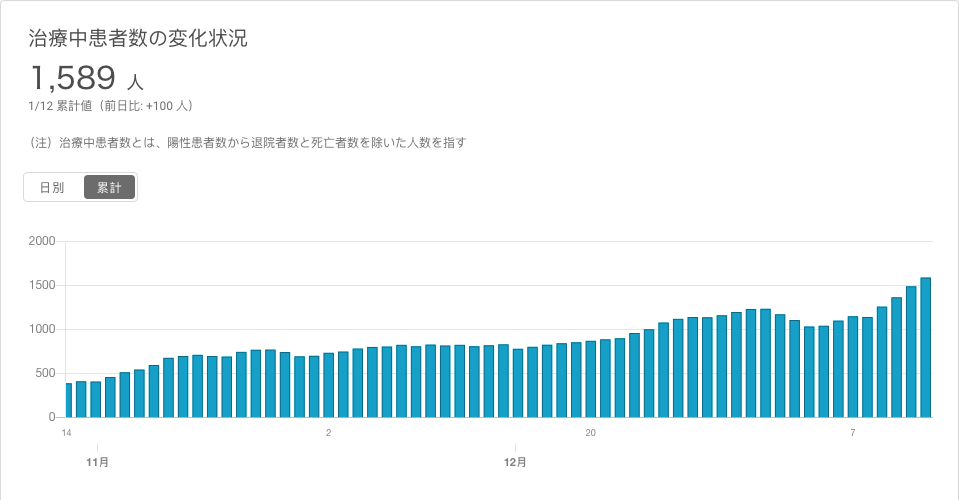 治療中患者数の変化状況
1,589 人
1/12 累計値（前日比: +100 人）
（注）治療中患者数とは、陽性患者数から退院者数と死亡者数を除いた人数を指す
日別 累計
2000
1500
1000
500
0
14 2 20 7
11月 12月